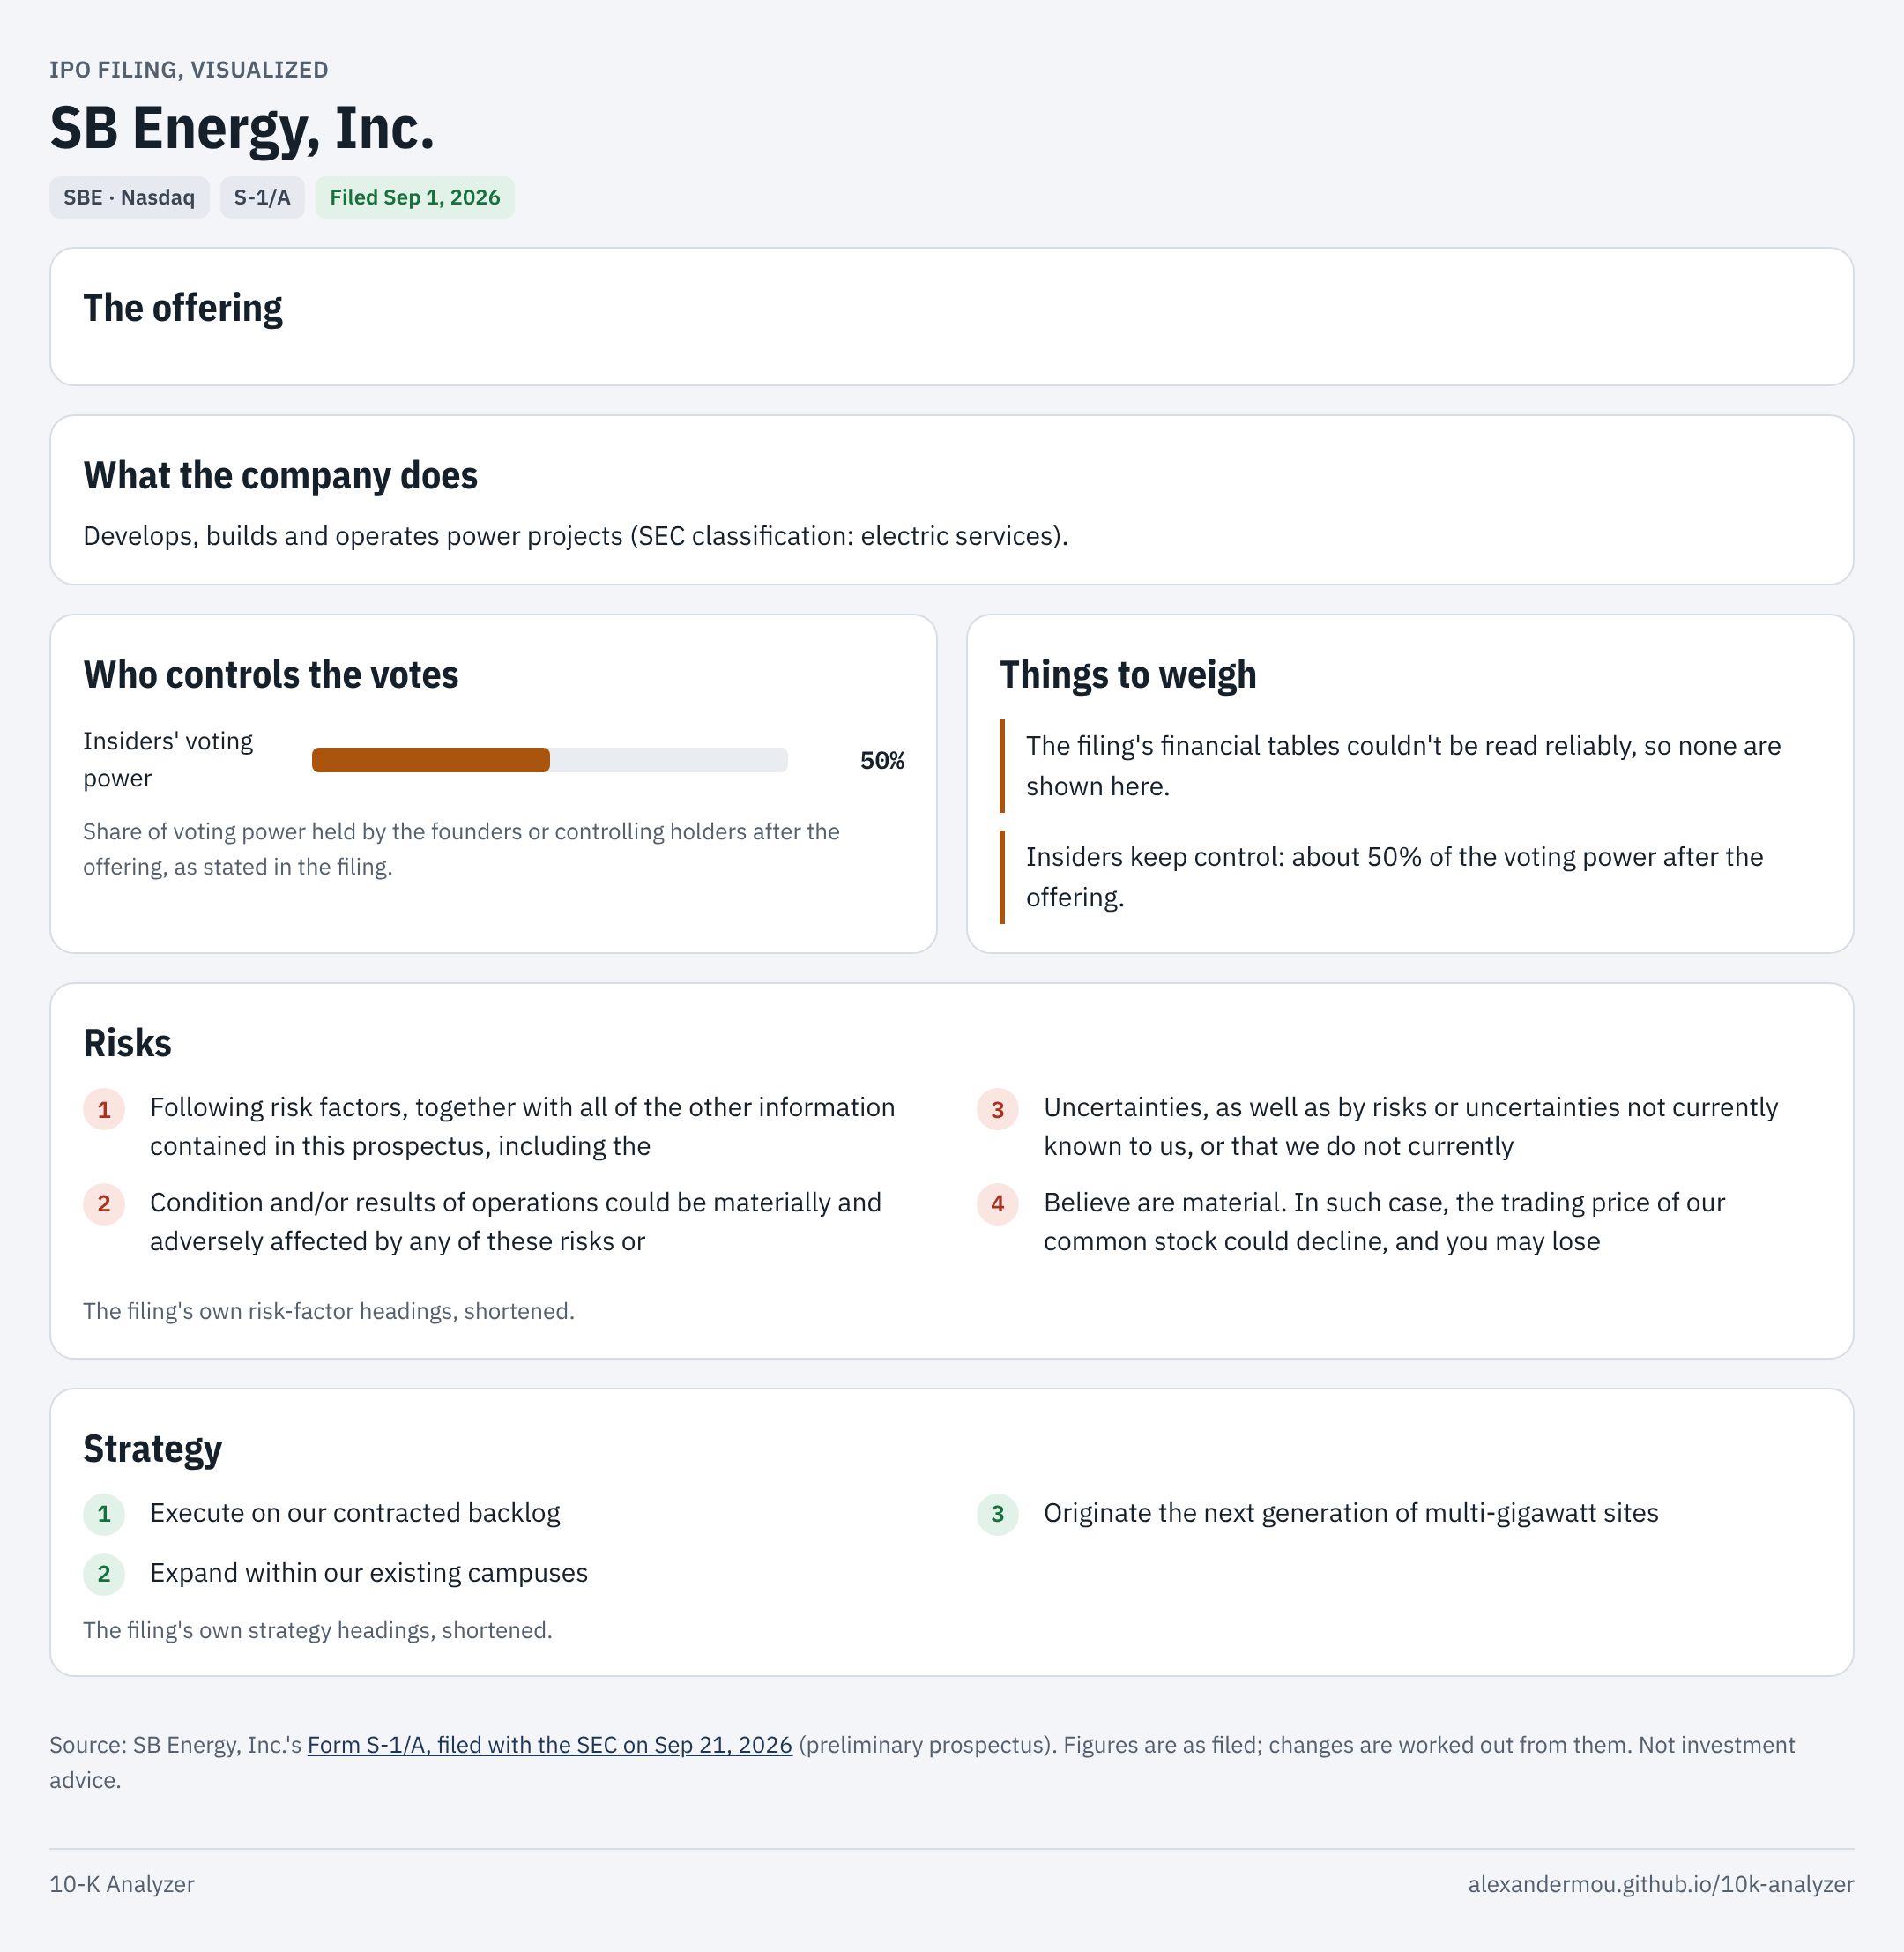 IPO FILING, VISUALIZED
SB Energy, Inc.
SBE · Nasdaq
S-1/A
Filed Sep 1, 2026
The offering
What the company does
Develops, builds and operates power projects (SEC classification: electric services).
Who controls the votes
Insiders' voting
power
50%
Share of voting power held by the founders or controlling holders after the
offering, as stated in the filing.
Things to weigh
The filing's financial tables couldn't be read reliably, so none are
shown here.
Insiders keep control: about 50% of the voting power after the
offering.
Risks
1 Following risk factors, together with all of the other information
contained in this prospectus, including the
2 Condition and/or results of operations could be materially and
adversely affected by any of these risks or
3 Uncertainties, as well as by risks or uncertainties not currently
known to us, or that we do not currently
4 Believe are material. In such case, the trading price of our
common stock could decline, and you may lose
The filing's own risk-factor headings, shortened.
Strategy
1 Execute on our contracted backlog
2 Expand within our existing campuses
3 Originate the next generation of multi-gigawatt sites
The filing's own strategy headings, shortened.
Source: SB Energy, Inc.'s Form S-1/A, filed with the SEC on Sep 21, 2026 (preliminary prospectus). Figures are as filed; changes are worked out from them. Not investment
advice.
10-K Analyzer
alexandermou.github.io/10k-analyzer